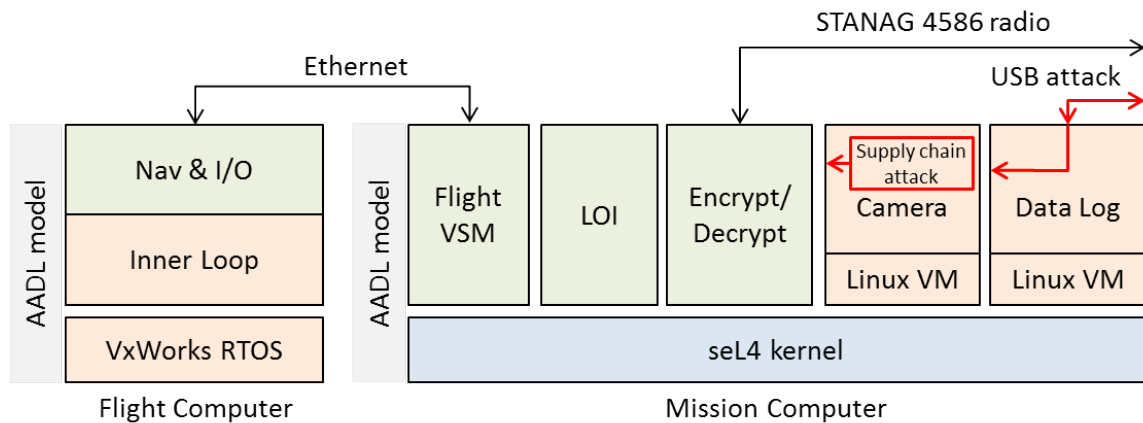 STANAG 4586 radio
Ethernet
USB attack
AADL model
Nav & I/O
Inner Loop
VxWorks RTOS
Flight Computer
AADL model
Flight
VSM
LOI
Encrypt/
Decrypt
Supply chain
attack
Camera
Linux VM
Data Log
Linux VM
seL4 kernel
Mission Computer